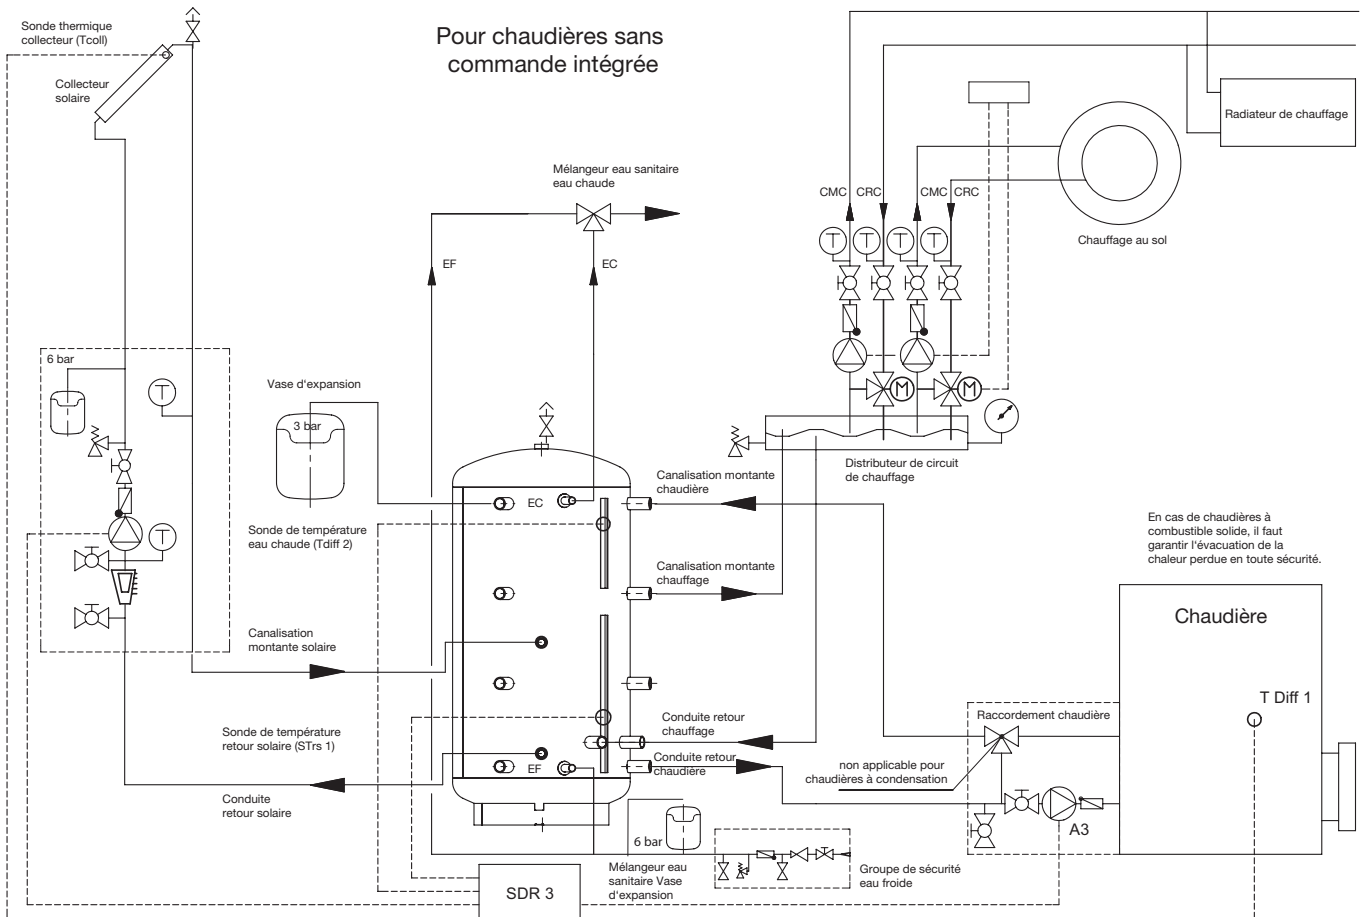 Sonde thermique
collecteur (Tcoll)
Pour chaudières sans
commande intégrée
Collecteur
solaire
Radiateur de chauffage
Mélangeur eau sanitaire
eau chaude
CMC
CRC
CMC
CRC
T
T
T
T
Chauffage au sol
EF
EC
6 bar
T
Vase d'expansion
3 bar
M
M
Distributeur de circuit
de chauffage
Canalisation montante
chaudière
EC
Sonde de température
eau chaude (Tdiff 2)
T
En cas de chaudières à
combustible solide, il faut
garantir l'évacuation de la
chaleur perdue en toute sécurité.
Canalisation montante
chauffage
Chaudière
Canalisation
montante solaire
T Diff 1
Sonde de température
retour solaire (STrs 1)
Conduite retour
chauffage
Raccordement chaudière
Conduite retour
chaudière
EF
non applicable pour
chaudières à condensation
Conduite
retour solaire
A3
6 bar
Mélangeur eau
sanitaire Vase
d'expansion
Groupe de sécurité
eau froide
SDR 3